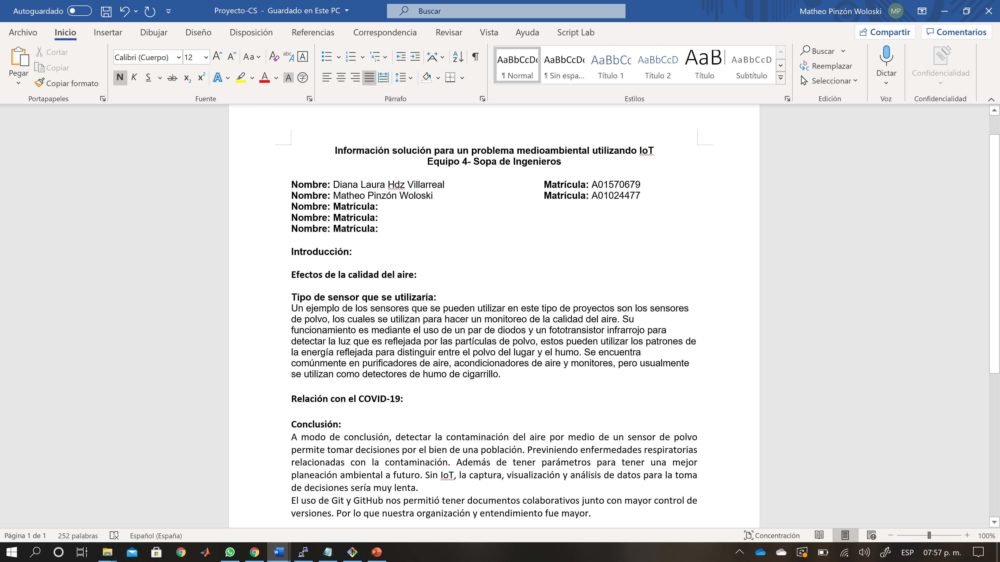 Autoguardado Proyecto-CS - Guardado en Este PC Buscar Matheo Pinzón Woloski MP
Archivo Inicio Insertar Dibujar Diseño Disposición Referencias Correspondencia Revisar Vista Ayuda Script Lab Compartir Comentarios
Pegar
Cortar
Copiar
Copiar formato
Portapapeles
Calibri (Cuerpo) 12
N K S ab x₂ x²
Fuente
Párrafo
AaBbCcDc AaBbCcDc AaBbCc AaBbCcD AaB AaBbCcD
¶ Normal ¶ Sin espa... Título 1 Título 2 Título Subtítulo
Estilos
Buscar
Reemplazar
Seleccionar
Edición
Dictar
Voz
Confidencialidad
Confidencialidad
Información solución para un problema medioambiental utilizando IoT
Equipo 4- Sopa de Ingenieros
Nombre: Diana Laura Hdz Villarreal Matrícula: A01570679
Nombre: Matheo Pinzón Woloski Matrícula: A01024477
Nombre: Matrícula:
Nombre: Matrícula:
Nombre: Matrícula:
Introducción:
Efectos de la calidad del aire:
Tipo de sensor que se utilizaría:
Un ejemplo de los sensores que se pueden utilizar en este tipo de proyectos son los sensores
de polvo, los cuales se utilizan para hacer un monitoreo de la calidad del aire. Su
funcionamiento es mediante el uso de un par de diodos y un fototransistor infrarrojo para
detectar la luz que es reflejada por las partículas de polvo, estos pueden utilizar los patrones de
la energía reflejada para distinguir entre el polvo del lugar y el humo. Se encuentra
comúnmente en purificadores de aire, acondicionadores de aire y monitores, pero usualmente
se utilizan como detectores de humo de cigarrillo.
Relación con el COVID-19:
Conclusión:
A modo de conclusión, detectar la contaminación del aire por medio de un sensor de polvo
permite tomar decisiones por el bien de una población. Previniendo enfermedades respiratorias
relacionadas con la contaminación. Además de tener parámetros para tener una mejor
planeación ambiental a futuro. Sin IoT, la captura, visualización y análisis de datos para la toma
de decisiones sería muy lenta.
El uso de Git y GitHub nos permitió tener documentos colaborativos junto con mayor control de
versiones. Por lo que nuestra organización y entendimiento fue mayor.
Página 1 de 1 252 palabras Español (España) Concentración 100%
ESP 07:57 p. m.